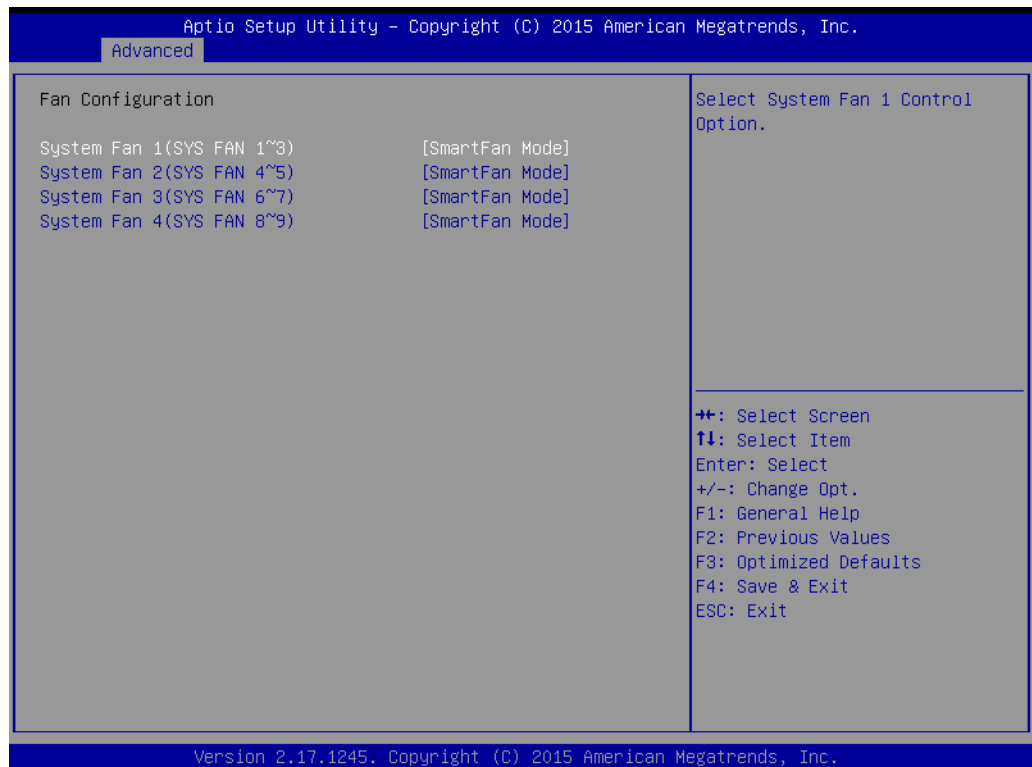 Aptio Setup Utility – Copyright (C) 2015 American Megatrends, Inc.
Advanced
Fan Configuration
System Fan 1(SYS FAN 1~3) [SmartFan Mode]
System Fan 2(SYS FAN 4~5) [SmartFan Mode]
System Fan 3(SYS FAN 6~7) [SmartFan Mode]
System Fan 4(SYS FAN 8~9) [SmartFan Mode]
Select System Fan 1 Control
Option.
→←: Select Screen
↑↓: Select Item
Enter: Select
+/-: Change Opt.
F1: General Help
F2: Previous Values
F3: Optimized Defaults
F4: Save & Exit
ESC: Exit
Version 2.17.1245. Copyright (C) 2015 American Megatrends, Inc.